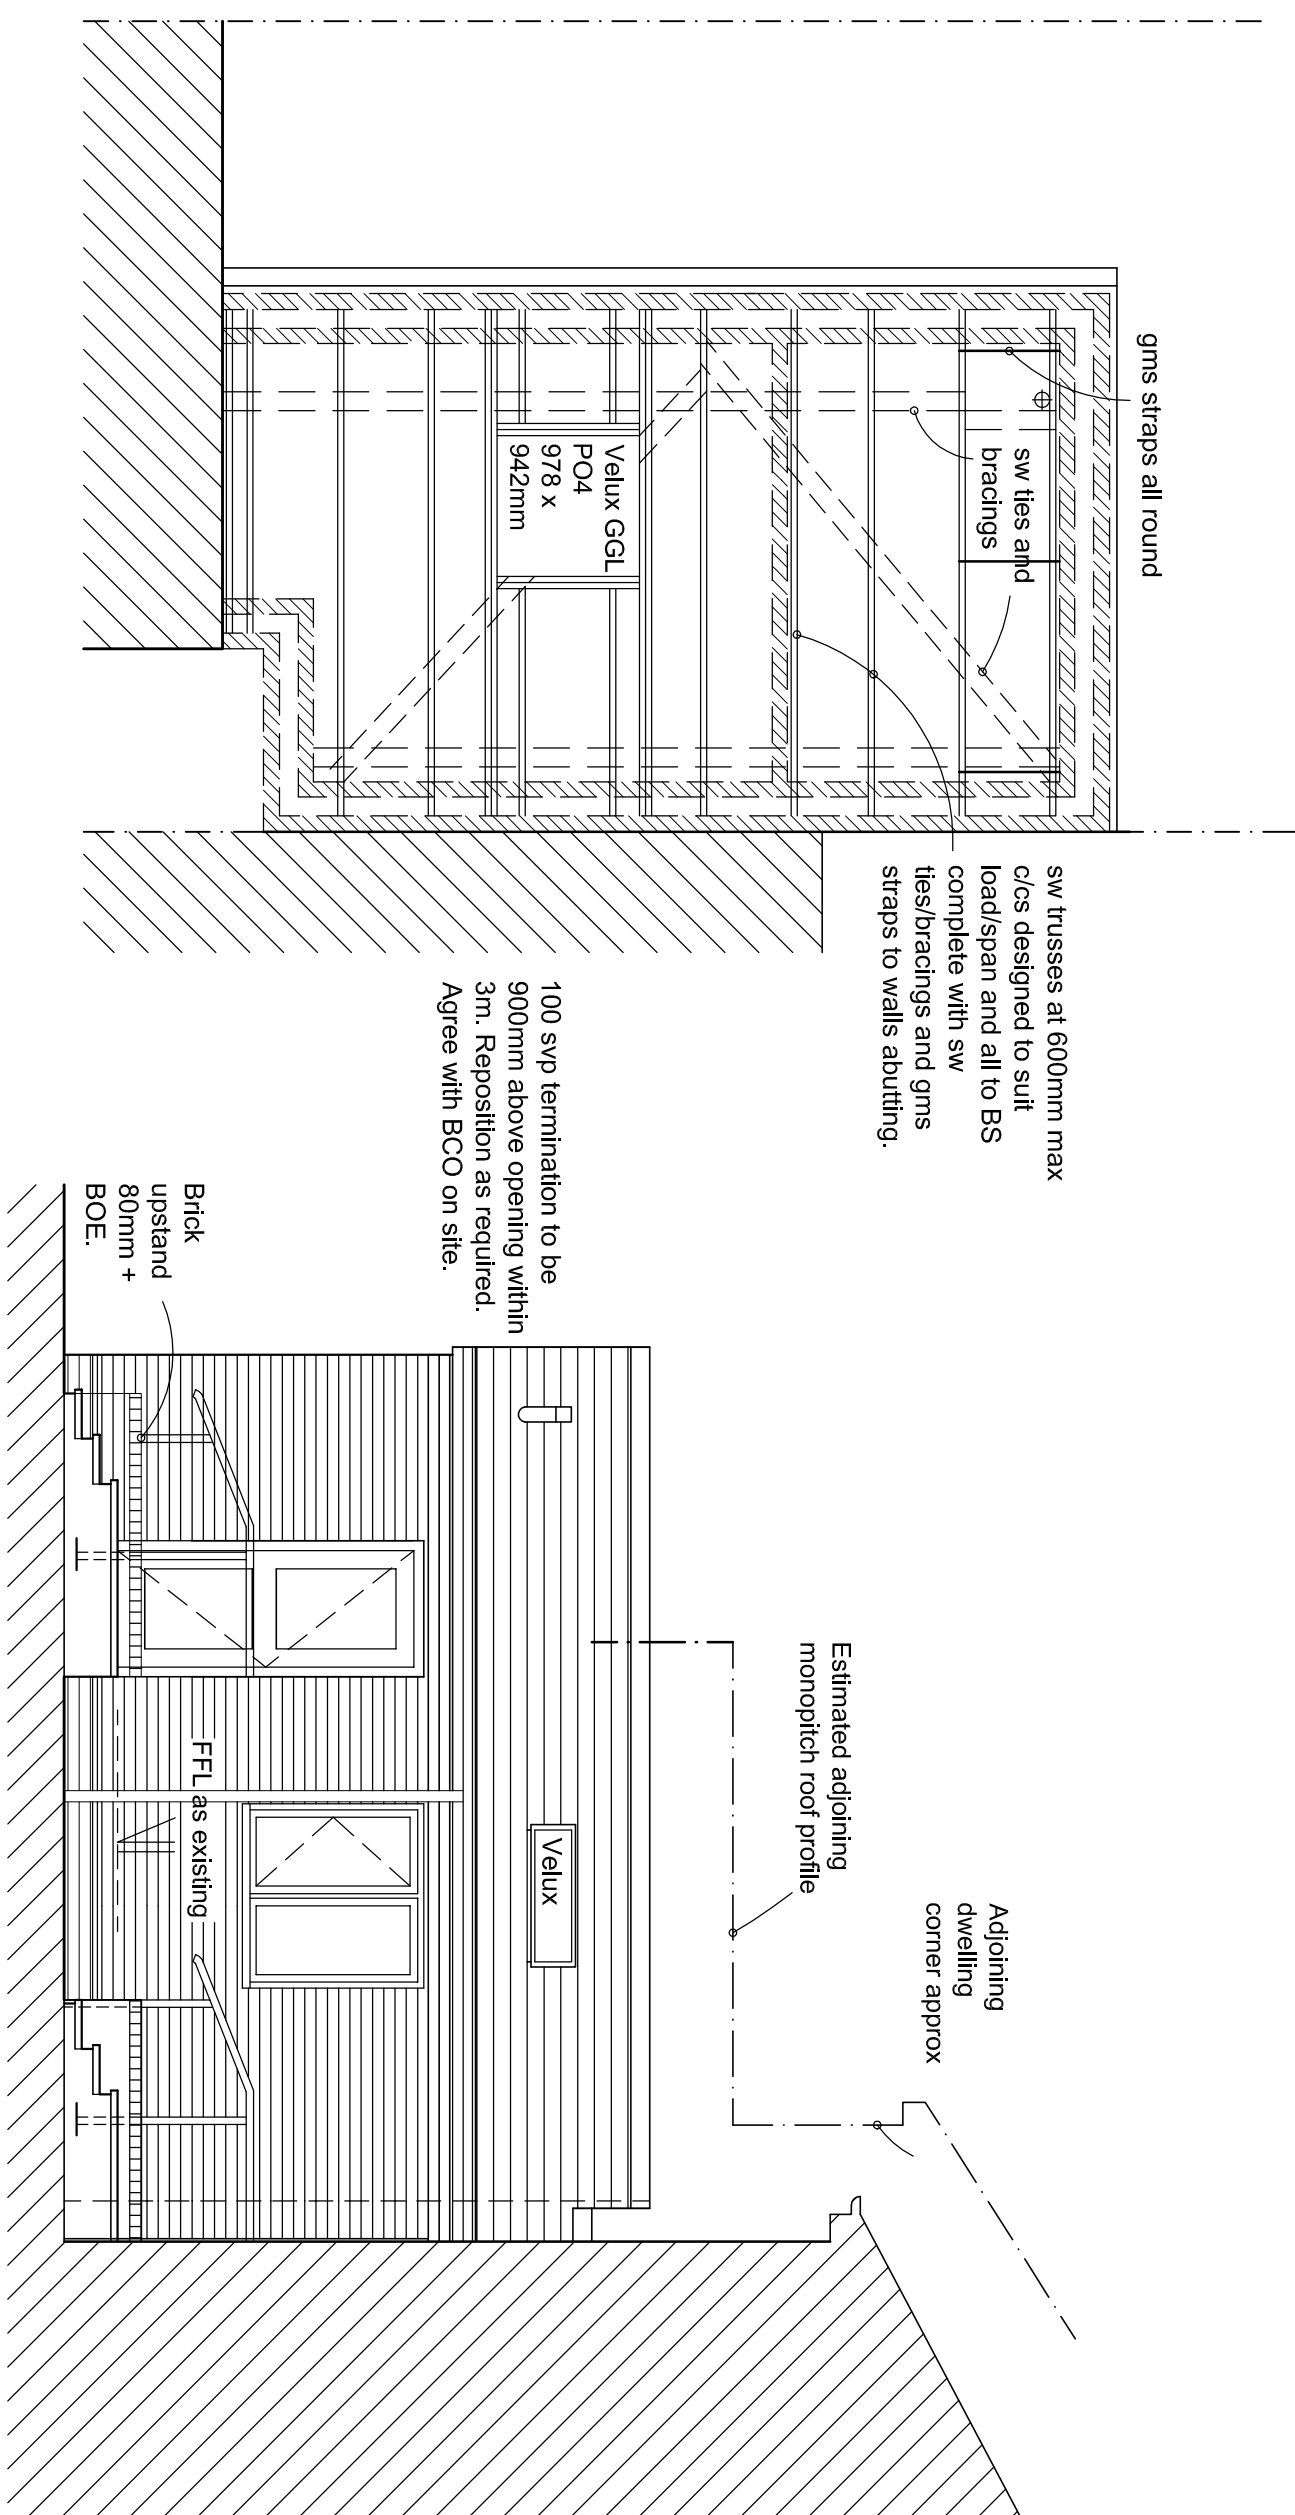 gms straps all round
sw ties and
bracings
Velux GGL
PO4
978 x
942mm
sw trusses at 600mm max
c/cs designed to suit
load/span and all to BS
complete with sw
ties/bracings and gms
straps to walls abutting.
100 svp termination to be
900mm above opening within
3m. Reposition as required.
Agree with BCO on site.
Brick
upstand
80mm +
BOE.
Estimated adjoining
monopitch roof profile
Adjoining
dwelling
corner approx
Velux
FFL as existing